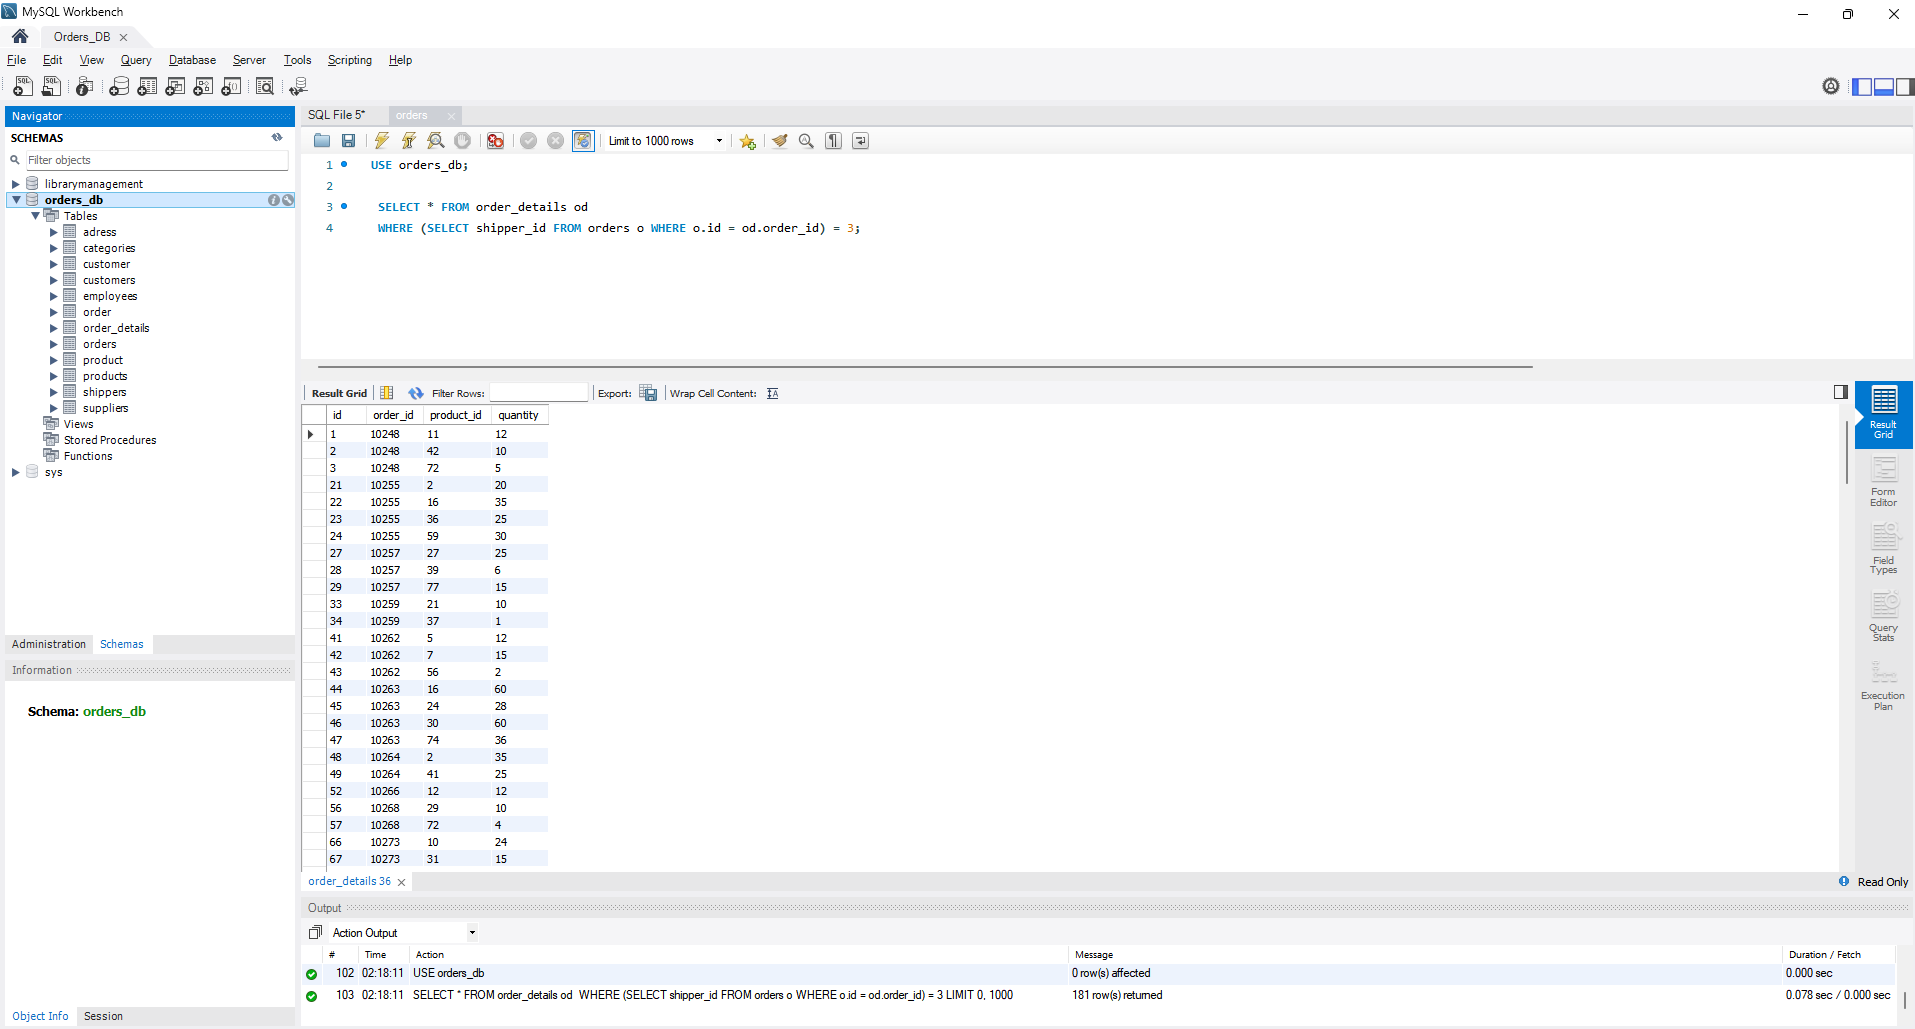 MySQL Workbench
Orders_DB
File Edit View Query Database Server Tools Scripting Help
Navigator
SCHEMAS
Filter objects
librarymanagement
orders_db
Tables
adress
categories
customer
customers
employees
order
order_details
orders
product
products
shippers
suppliers
Views
Stored Procedures
Functions
sys
Administration Schemas
Information
Schema: orders_db
Object Info Session
SQL File 5* orders
Limit to 1000 rows
1 USE orders_db;
2
3 SELECT * FROM order_details od
4 WHERE (SELECT shipper_id FROM orders o WHERE o.id = od.order_id) = 3;
Result Grid Filter Rows: Export: Wrap Cell Content:
id order_id product_id quantity
1 10248 11 12
2 10248 42 10
3 10248 72 5
21 10255 2 20
22 10255 16 35
23 10255 36 25
24 10255 59 30
27 10257 27 25
28 10257 39 6
29 10257 77 15
33 10259 21 10
34 10259 37 1
41 10262 5 12
42 10262 7 15
43 10262 56 2
44 10263 16 60
45 10263 24 28
46 10263 30 60
47 10263 74 36
48 10264 2 35
49 10264 41 25
52 10266 12 12
56 10268 29 10
57 10268 72 4
66 10273 10 24
67 10273 31 15
Result
Grid
Form
Editor
Field
Types
Query
Stats
Execution
Plan
order_details 36
Read Only
Output
Action Output
# Time Action Message Duration / Fetch
102 02:18:11 USE orders_db 0 row(s) affected 0.000 sec
103 02:18:11 SELECT * FROM order_details od WHERE (SELECT shipper_id FROM orders o WHERE o.id = od.order_id) = 3 LIMIT 0, 1000 181 row(s) returned 0.078 sec / 0.000 sec